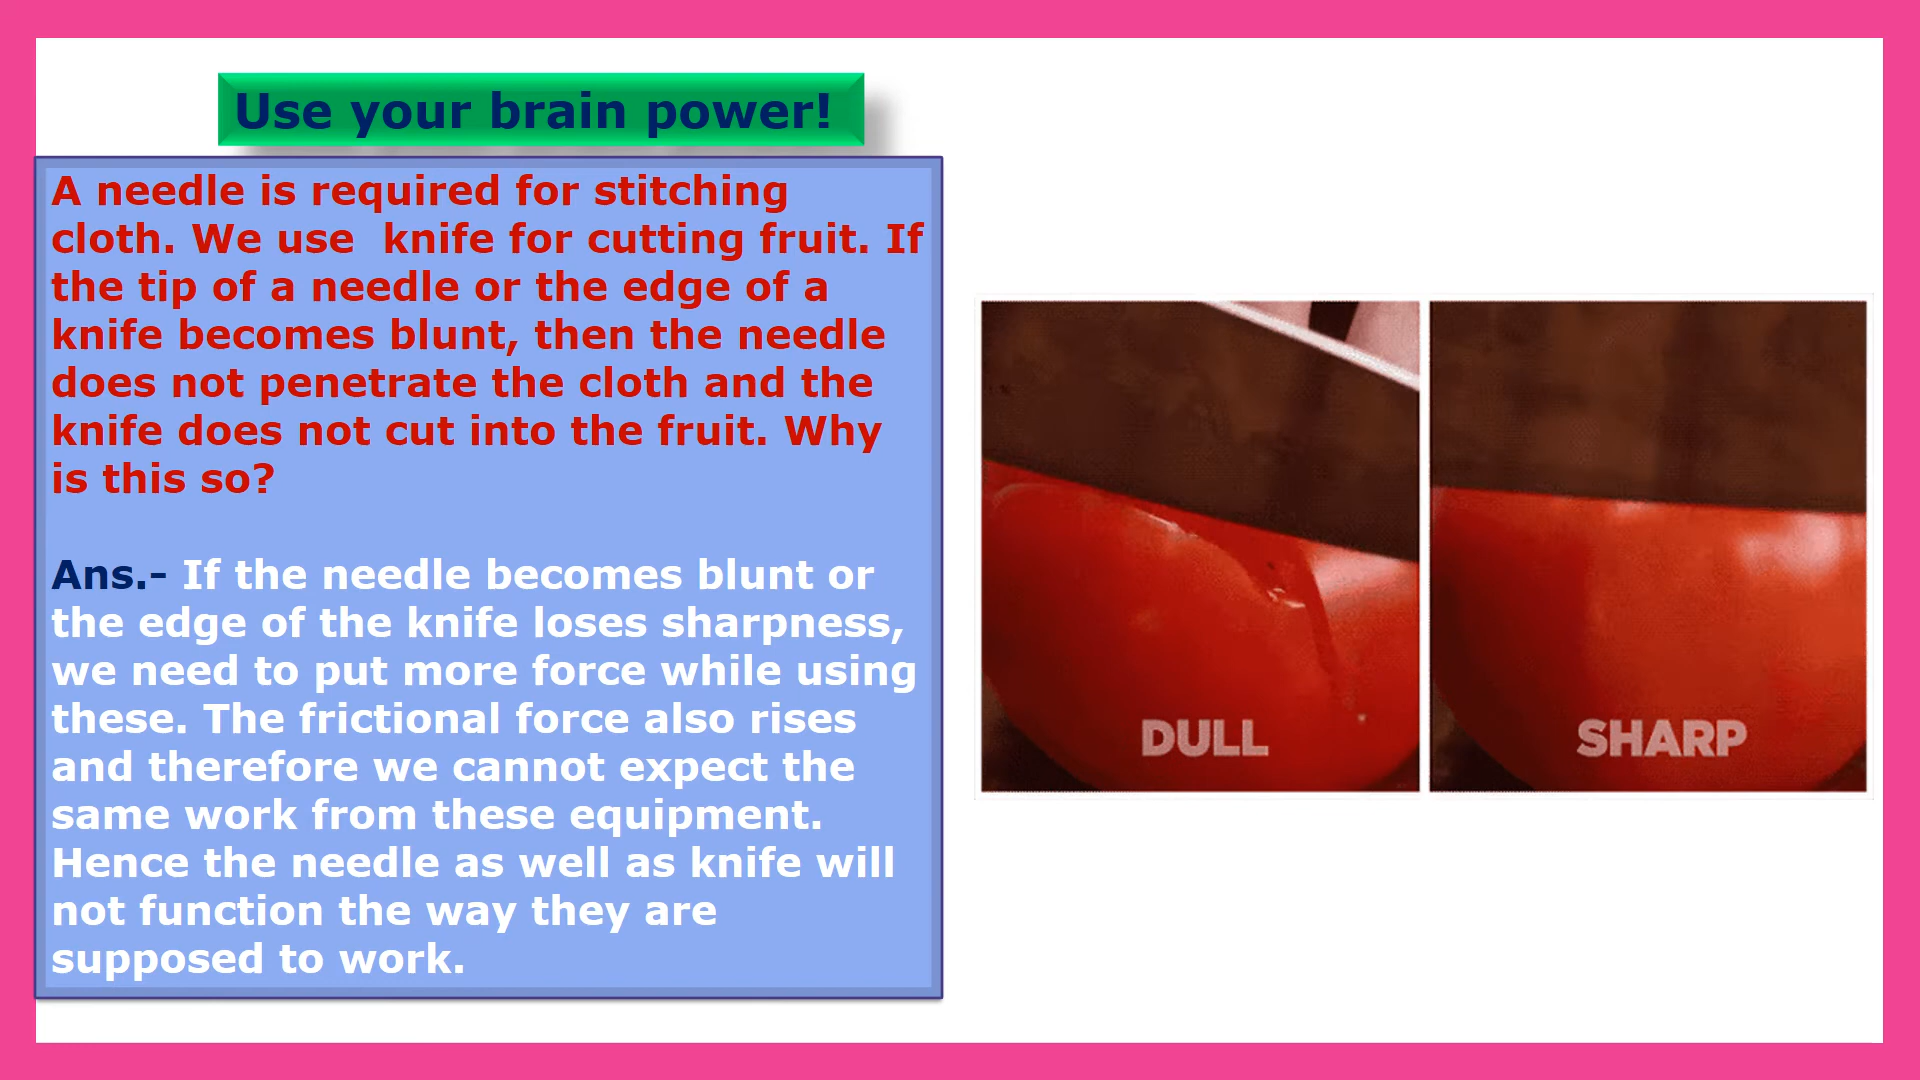 Use your brain power!
A needle is required for stitching
cloth. We use  knife for cutting fruit. If
the tip of a needle or the edge of a
knife becomes blunt, then the needle
does not penetrate the cloth and the
knife does not cut into the fruit. Why
is this so?
Ans.– If the needle becomes blunt or
the edge of the knife loses sharpness,
we need to put more force while using
these. The frictional force also rises
and therefore we cannot expect the
same work from these equipment.
Hence the needle as well as knife will
not function the way they are
supposed to work.
DULL
SHARP